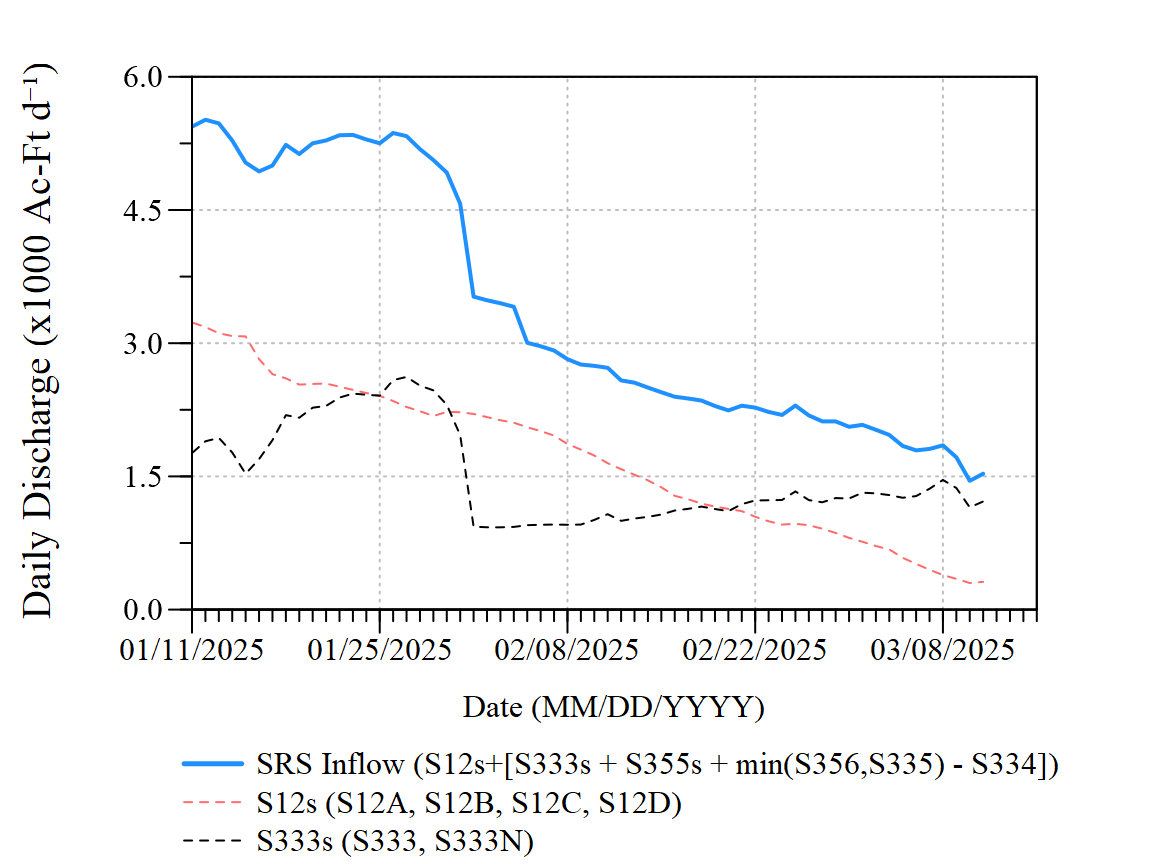 Daily Discharge (x1000 Ac-Ft d⁻¹)
6.0
4.5
3.0
1.5
0.0
01/11/2025 01/25/2025 02/08/2025 02/22/2025 03/08/2025
Date (MM/DD/YYYY)
SRS Inflow (S12s+[S333s + S355s + min(S356,S335) - S334])
S12s (S12A, S12B, S12C, S12D)
S333s (S333, S333N)